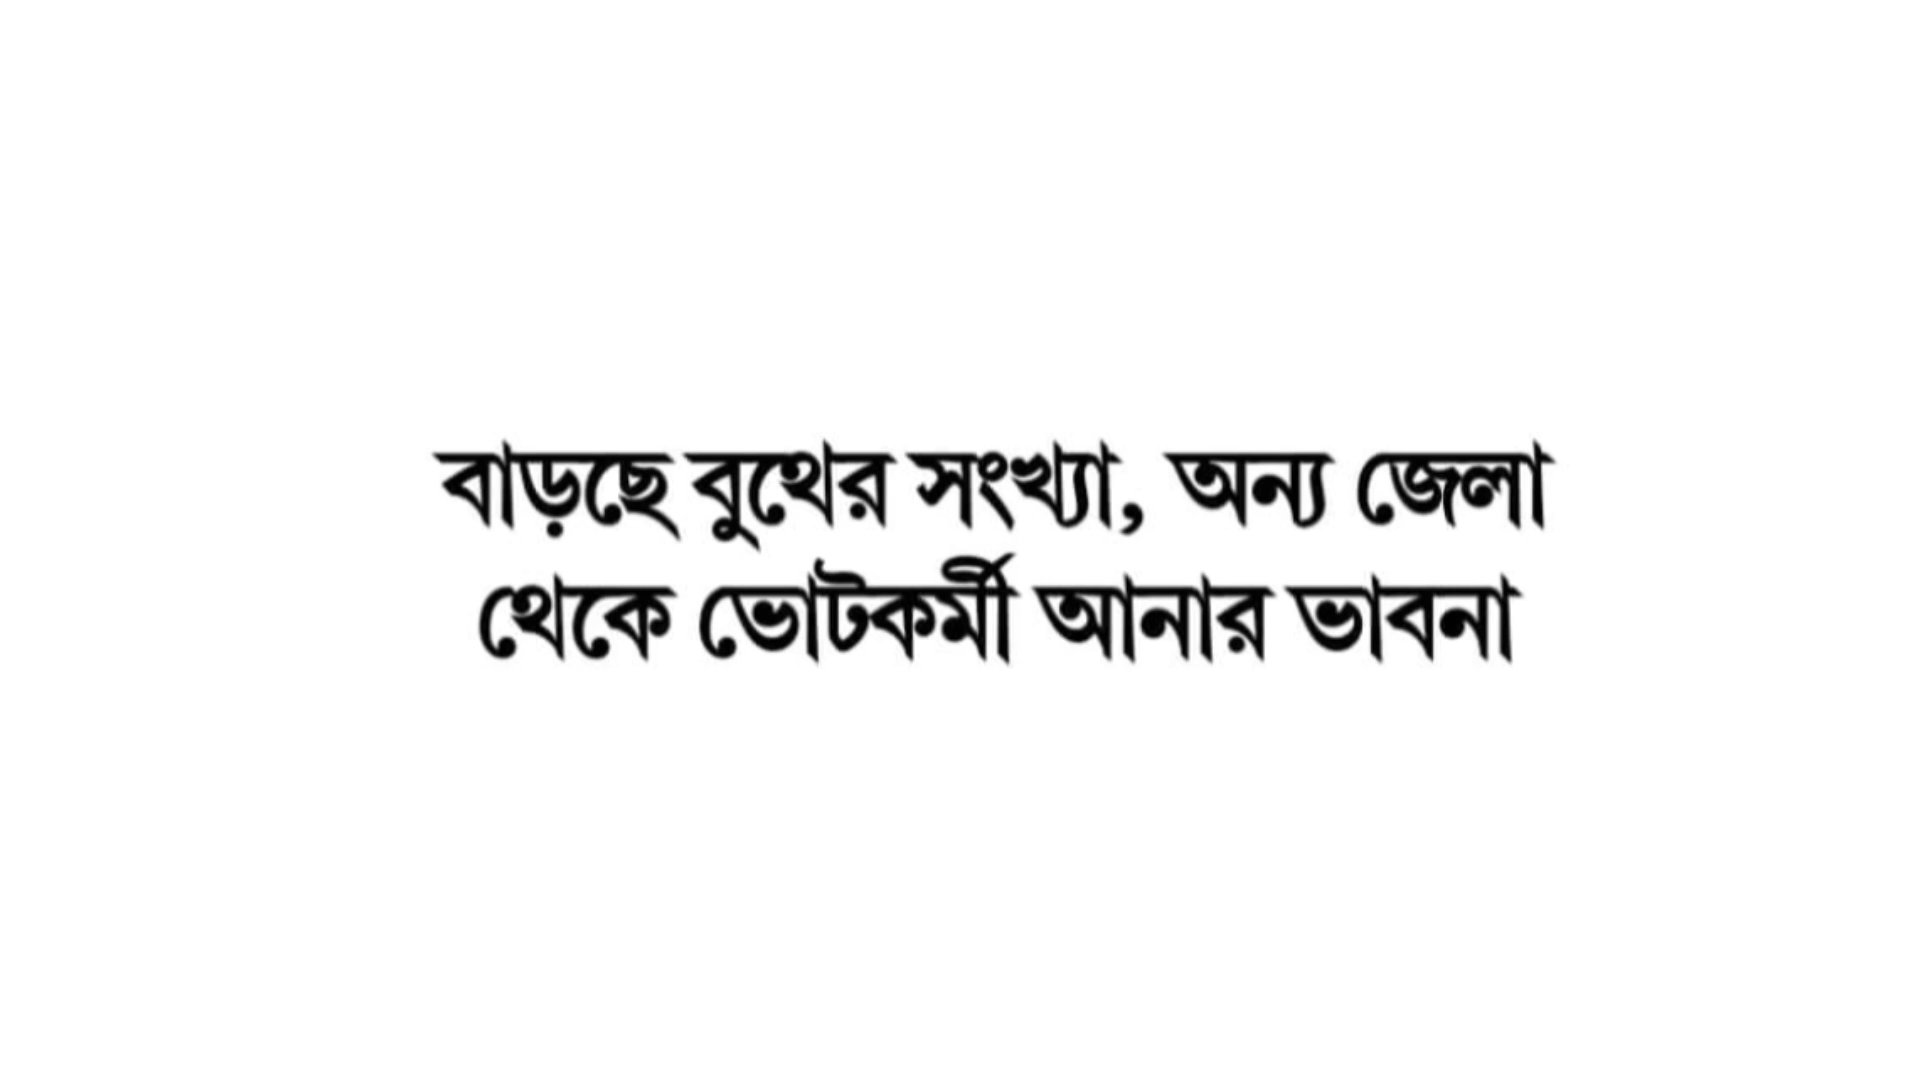 বাড়ছে বুথের সংখ্যা, অন্য জেলা
থেকে ভোটকর্মী আনার ভাবনা